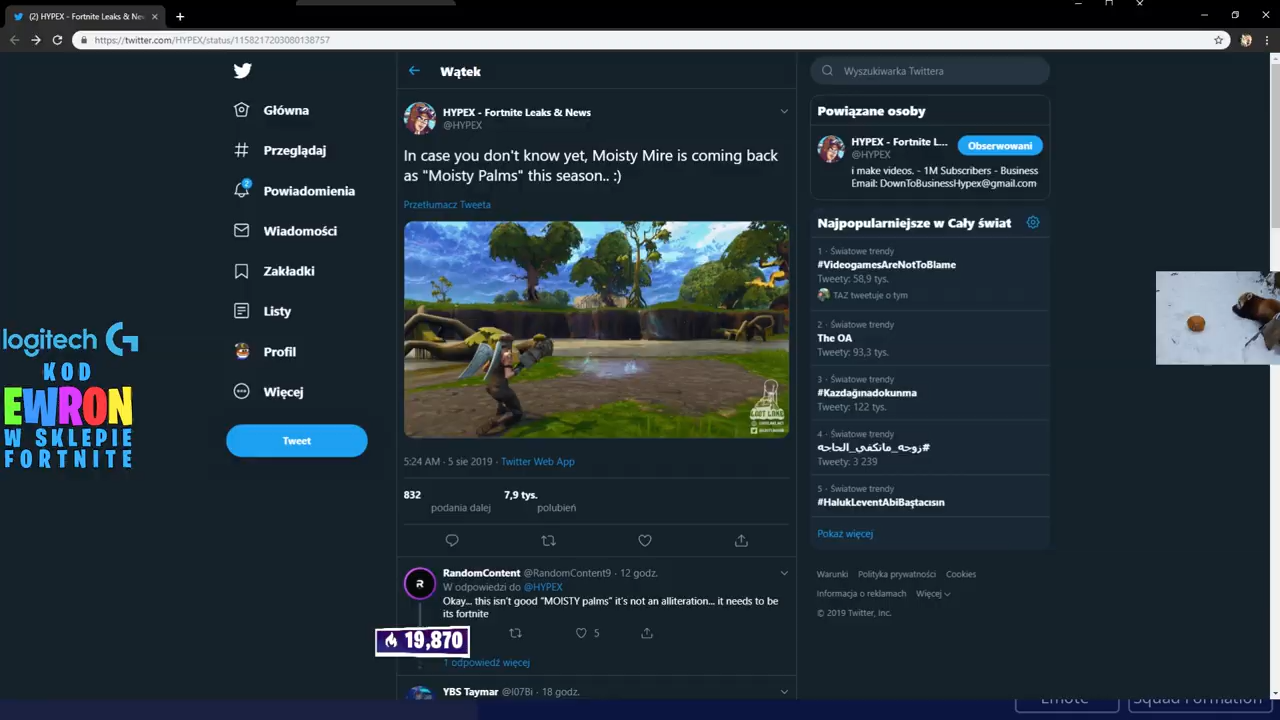 (2) HYPEX - Fortnite Leaks & Ne
https://twitter.com/HYPEX/status/1158217203080138757
Główna
Przeglądaj
2
Powiadomienia
Wiadomości
Zakładki
Listy
Profil
Więcej
Tweet
logitech G
KOD
EWRON
W SKLEPIE
FORTNITE
Wątek
HYPEX - Fortnite Leaks & News
@HYPEX
In case you don't know yet, Moisty Mire is coming back
as "Moisty Palms" this season.. :)
Przetłumacz Tweeta
LOOT LAKE
5:24 AM · 5 sie 2019 · Twitter Web App
832 7,9 tys.
podania dalej polubień
RandomContent @RandomContent9 · 12 godz.
W odpowiedzi do @HYPEX
Okay... this isn't good "MOISTY palms" it's not an alliteration... it needs to be
its fortnite
5
19,870
1 odpowiedź więcej
YBS Taymar @I07Bi · 18 godz.
Wyszukiwarka Twittera
Powiązane osoby
HYPEX - Fortnite L... Obserwowani
@HYPEX
i make videos. - 1M Subscribers - Business
Email: DownToBusinessHypex@gmail.com
Najpopularniejsze w Cały świat
1 · Światowe trendy
#VideogamesAreNotToBlame
Tweety: 58,9 tys.
TAZ tweetuje o tym
2 · Światowe trendy
The OA
Tweety: 93,3 tys.
3 · Światowe trendy
#Kazdağınadokunma
Tweety: 122 tys.
4 · Światowe trendy
#زوجه_ماتكفي_الحاجه
Tweety: 3 239
5 · Światowe trendy
#HalukLeventAbiBaştacısın
Pokaż więcej
Warunki Polityka prywatności Cookies
Informacja o reklamach Więcej
© 2019 Twitter, Inc.
Emote Squad Formation